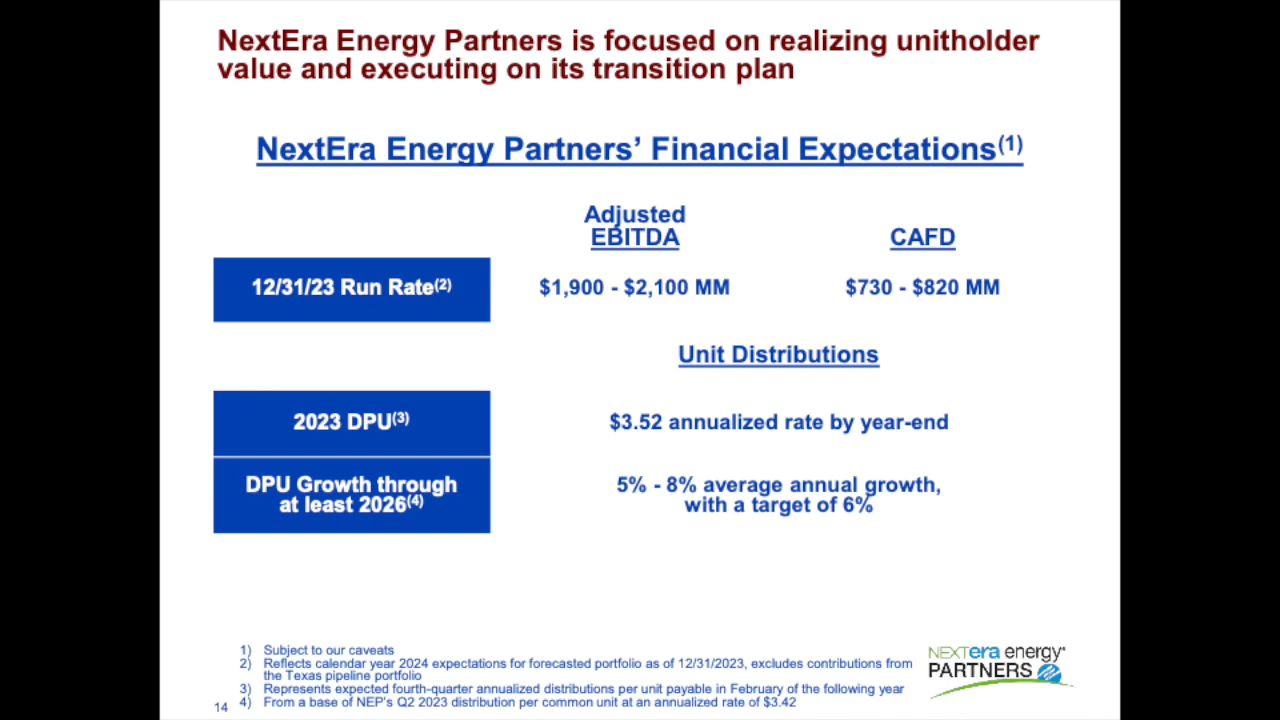 NextEra Energy Partners is focused on realizing unitholder
value and executing on its transition plan
NextEra Energy Partners’ Financial Expectations(1)
Adjusted
EBITDA
CAFD
12/31/23 Run Rate(2)
$1,900 - $2,100 MM
$730 - $820 MM
Unit Distributions
2023 DPU(3)
$3.52 annualized rate by year-end
DPU Growth through
at least 2026(4)
5% - 8% average annual growth,
with a target of 6%
1) Subject to our caveats
2) Reflects calendar year 2024 expectations for forecasted portfolio as of 12/31/2023, excludes contributions from
the Texas pipeline portfolio
3) Represents expected fourth-quarter annualized distributions per unit payable in February of the following year
4) From a base of NEP's Q2 2023 distribution per common unit at an annualized rate of $3.42
14
NEXTera energy®
PARTNERS